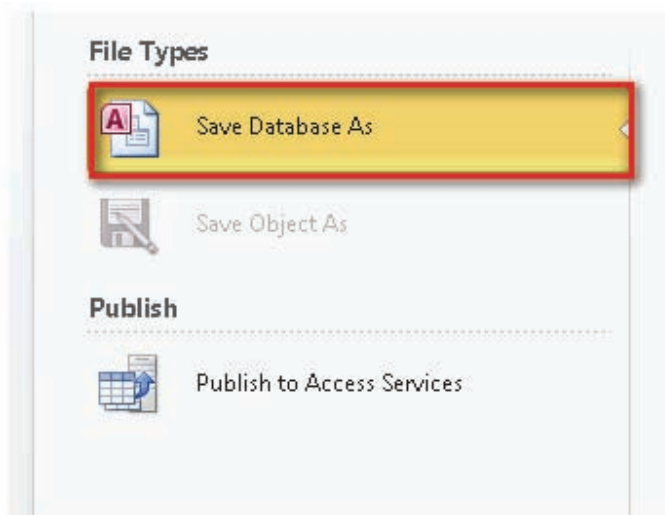 File Types
A
Save Database As
Save Object As
Publish
Publish to Access Services